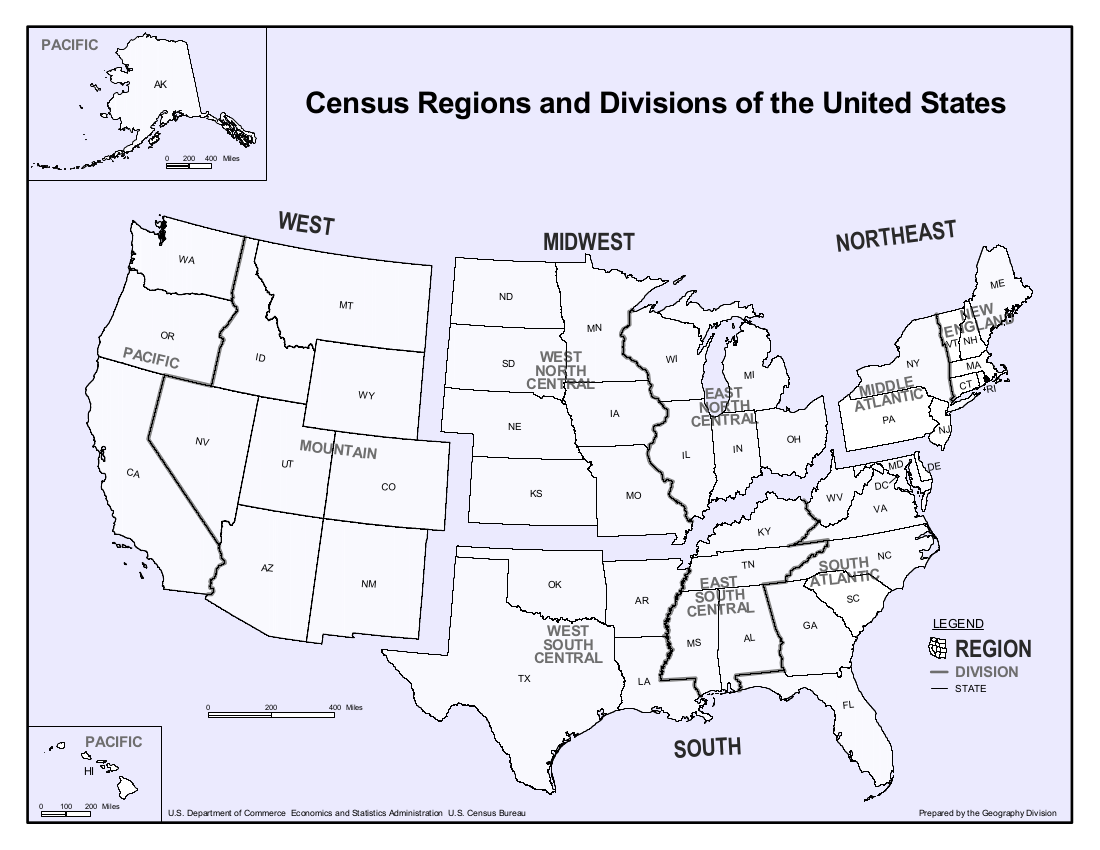 PACIFIC
AK
0 200 400 Miles
Census Regions and Divisions of the United States
WEST
MIDWEST
NORTHEAST
WA
MT
OR
PACIFIC
ID
WY
NV
MOUNTAIN
UT
CO
CA
AZ
NM
ND
MN
SD
WEST
NORTH
CENTRAL
IA
NE
KS
MO
WI
MI
EAST
NORTH
CENTRAL
IL
IN
OH
ME
NEW
ENGLAND
VT
NH
NY
MA
CT
RI
MIDDLE
ATLANTIC
PA
NJ
MD
DE
DC
WV
VA
KY
TN
NC
SOUTH
ATLANTIC
SC
EAST
SOUTH
CENTRAL
MS
AL
GA
FL
OK
AR
WEST
SOUTH
CENTRAL
TX
LA
SOUTH
LEGEND
REGION
DIVISION
STATE
0 200 400 Miles
PACIFIC
HI
0 100 200 Miles
U.S. Department of Commerce Economics and Statistics Administration U.S. Census Bureau
Prepared by the Geography Division